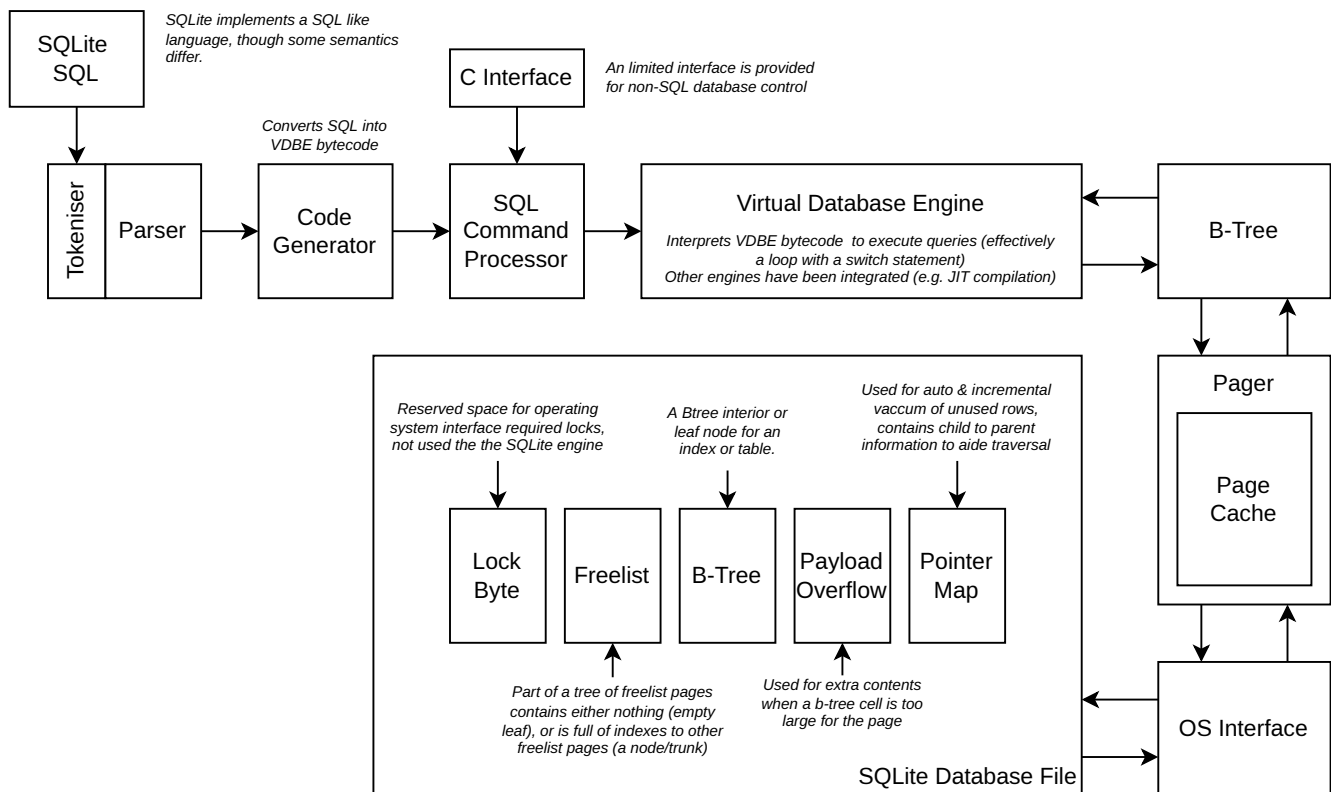 SQLite
SQL
SQLite implements a SQL like
language, though some semantics
differ.
C Interface
An limited interface is provided
for non-SQL database control
Converts SQL into
VDBE bytecode
Tokeniser
Parser
Code
Generator
SQL
Command
Processor
Virtual Database Engine
Interprets VDBE bytecode to execute queries (effectively
a loop with a switch statement)
Other engines have been integrated (e.g. JIT compilation)
B-Tree
Pager
Page
Cache
OS Interface
Reserved space for operating
system interface required locks,
not used the the SQLite engine
A Btree interior or
leaf node for an
index or table.
Used for auto & incremental
vaccum of unused rows,
contains child to parent
information to aide traversal
Lock
Byte
Freelist
B-Tree
Payload
Overflow
Pointer
Map
Part of a tree of freelist pages
contains either nothing (empty
leaf), or is full of indexes to other
freelist pages (a node/trunk)
Used for extra contents
when a b-tree cell is too
large for the page
SQLite Database File